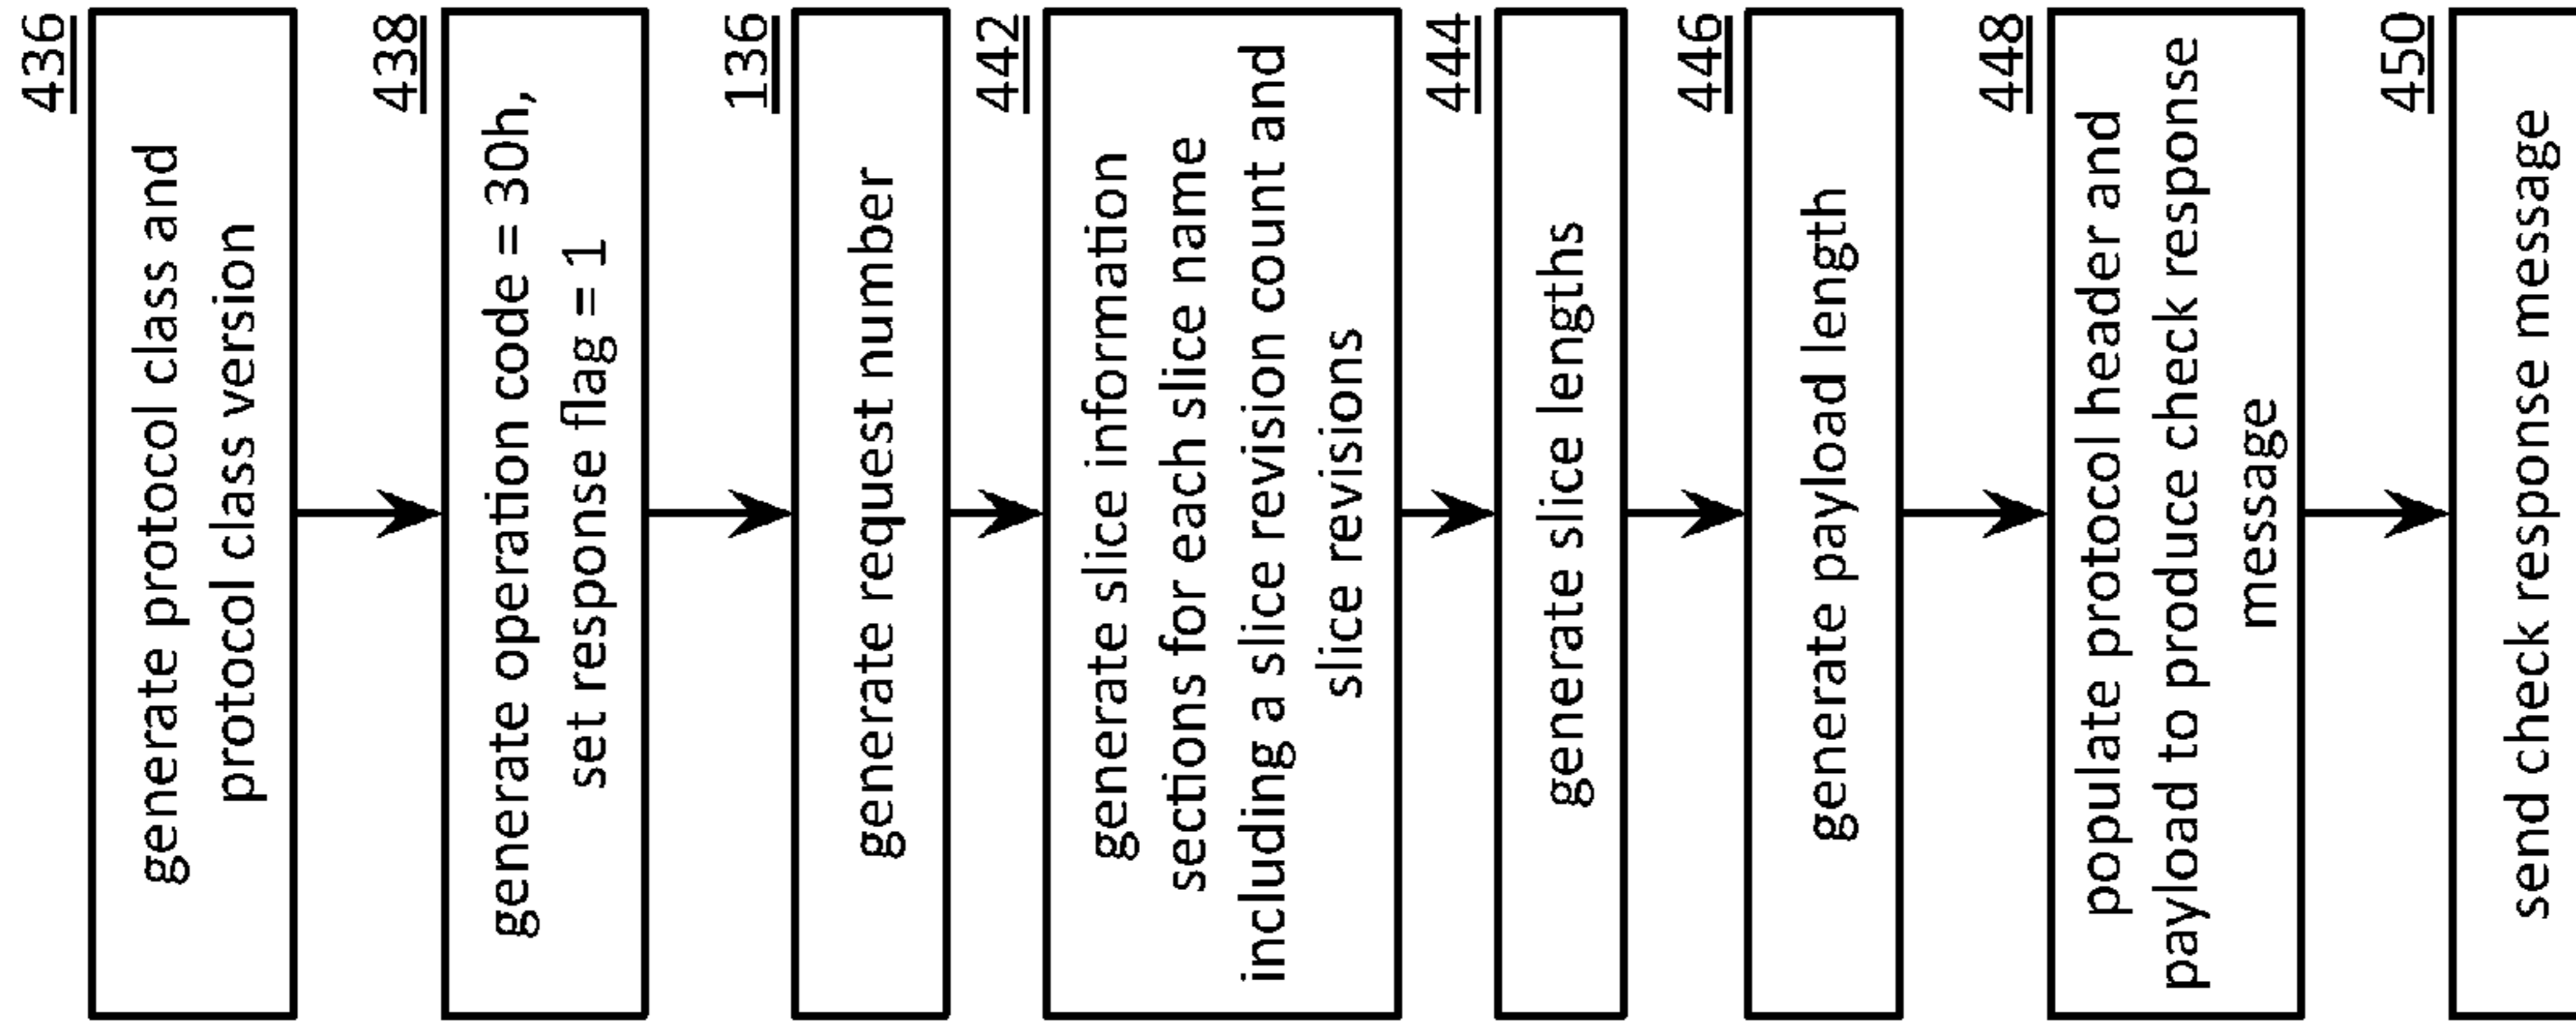 436
generate protocol class and
protocol class version
438
generate operation code = 30h,
set response flag = 1
136
generate request number
442
generate slice information
sections for each slice name
including a slice revision count and
slice revisions
444
generate slice lengths
446
generate payload length
448
populate protocol header and
payload to produce check response
message
450
send check response message